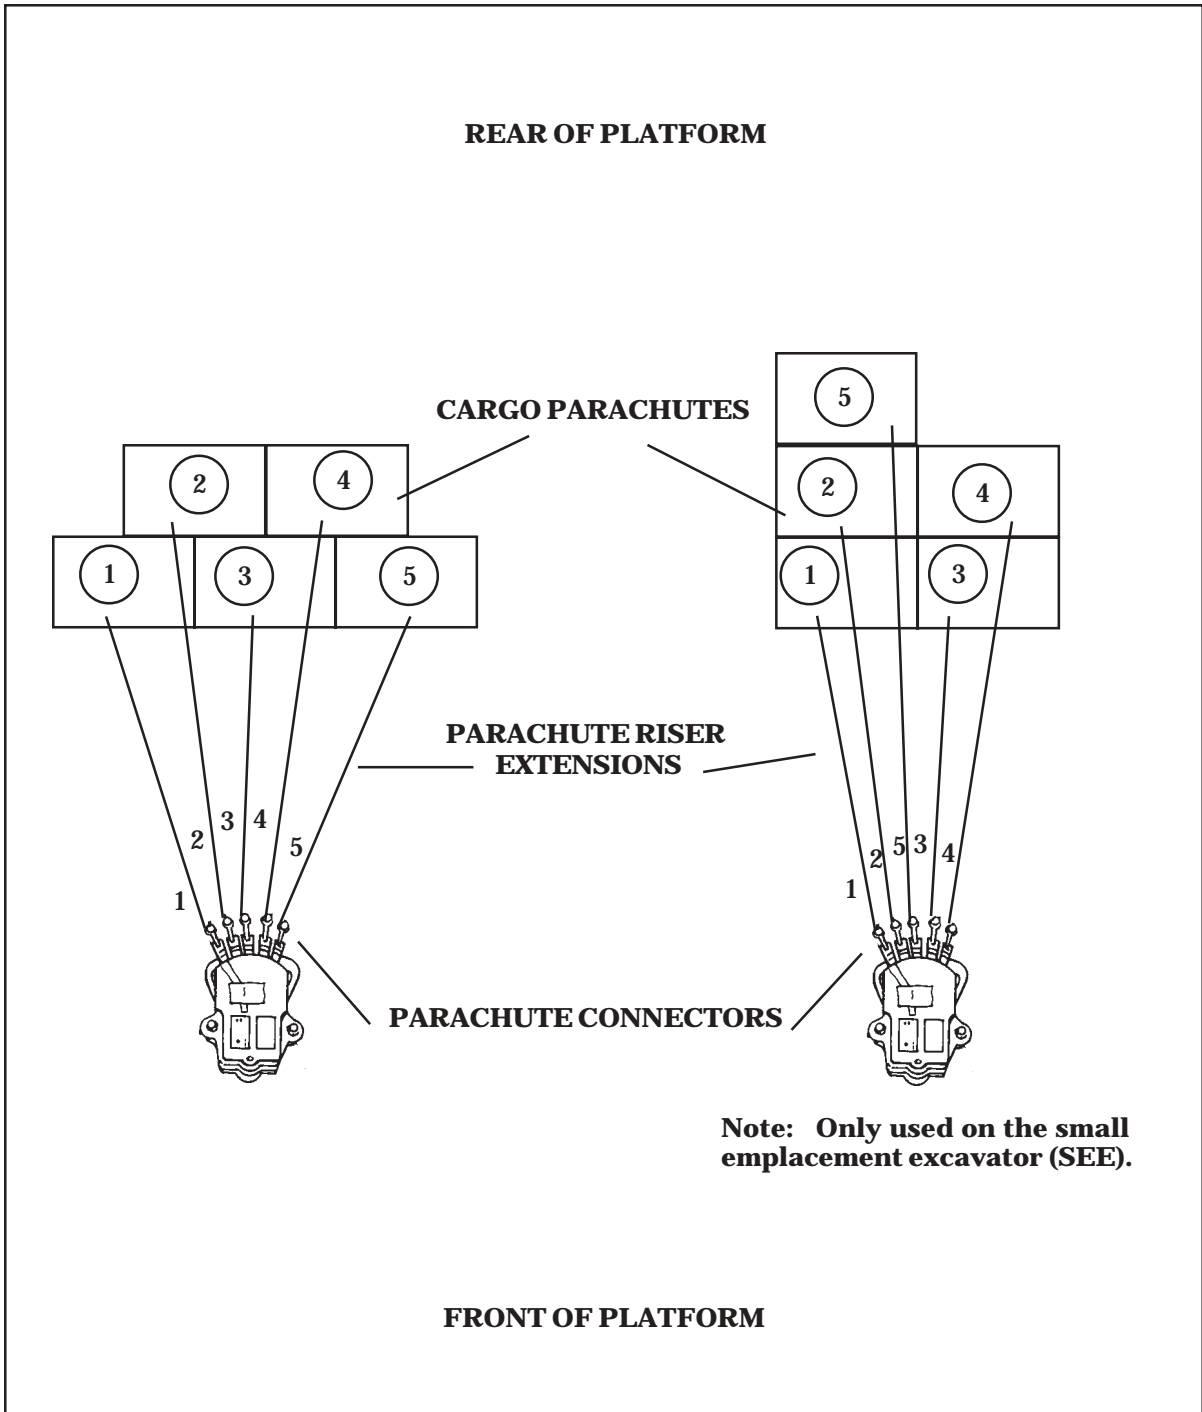 REAR OF PLATFORM
5
CARGO PARACHUTES
2
4
2
4
1
3
5
1
3
PARACHUTE RISER
EXTENSIONS
1
2
3
4
5
1
2
5
3
4
PARACHUTE CONNECTORS
Note: Only used on the small
emplacement excavator (SEE).
FRONT OF PLATFORM